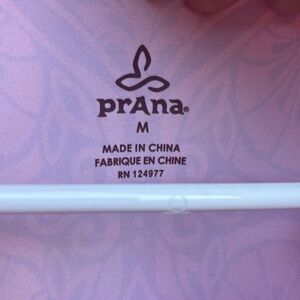 prAna®
M
MADE IN CHINA
FABRIQUE EN CHINE
RN 124977